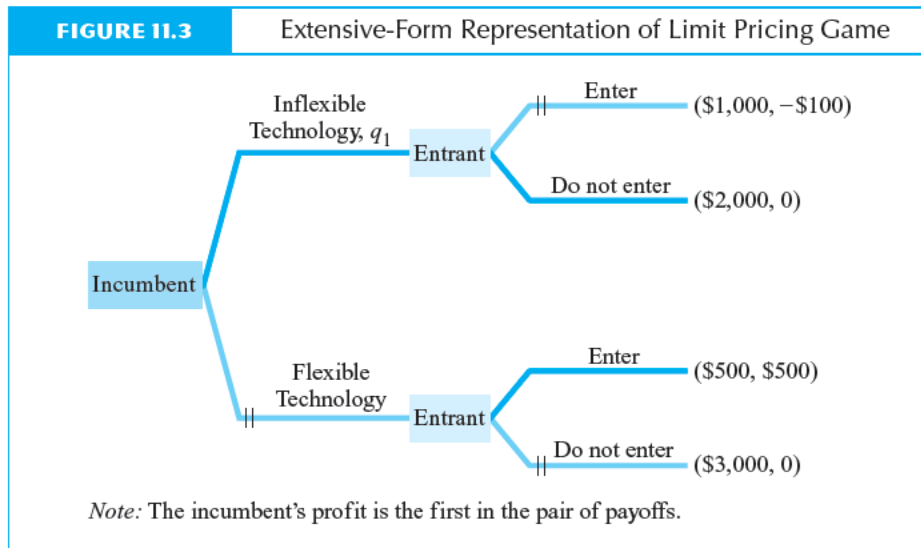 FIGURE 11.3
Extensive-Form Representation of Limit Pricing Game
Inflexible
Technology, q1
Entrant
Enter
($1,000, −$100)
Do not enter
($2,000, 0)
Incumbent
Flexible
Technology
Entrant
Enter
($500, $500)
Do not enter
($3,000, 0)
Note: The incumbent's profit is the first in the pair of payoffs.